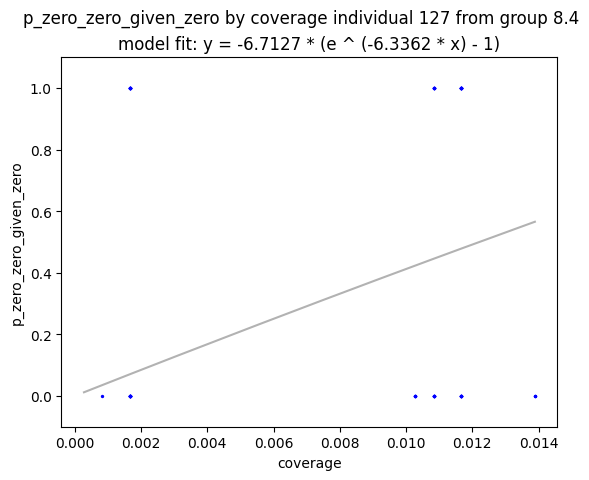 p_zero_zero_given_zero by coverage individual 127 from group 8.4
model fit: y = -6.7127 * (e ^ (-6.3362 * x) - 1)
1.0
0.8
0.6
0.4
0.2
0.0
p_zero_zero_given_zero
0.000 0.002 0.004 0.006 0.008 0.010 0.012 0.014
coverage